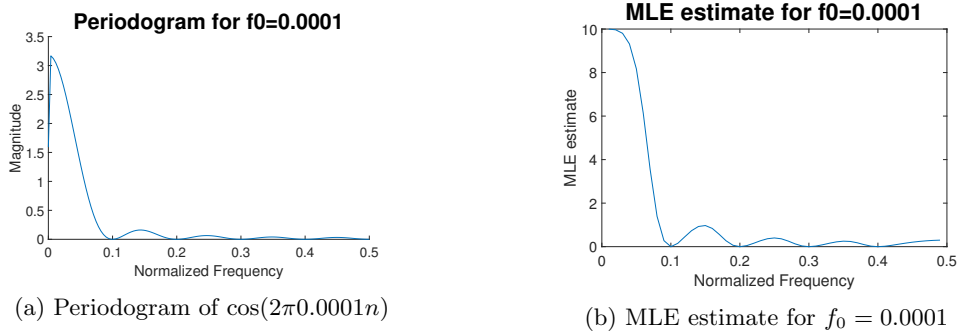 Periodogram for f0=0.0001
3.5
3
2.5
2
1.5
1
0.5
0
Magnitude
0 0.1 0.2 0.3 0.4 0.5
Normalized Frequency
(a) Periodogram of cos(2π0.0001n)
MLE estimate for f0=0.0001
10
8
6
4
2
0
MLE estimate
0 0.1 0.2 0.3 0.4 0.5
Normalized Frequency
(b) MLE estimate for f₀ = 0.0001